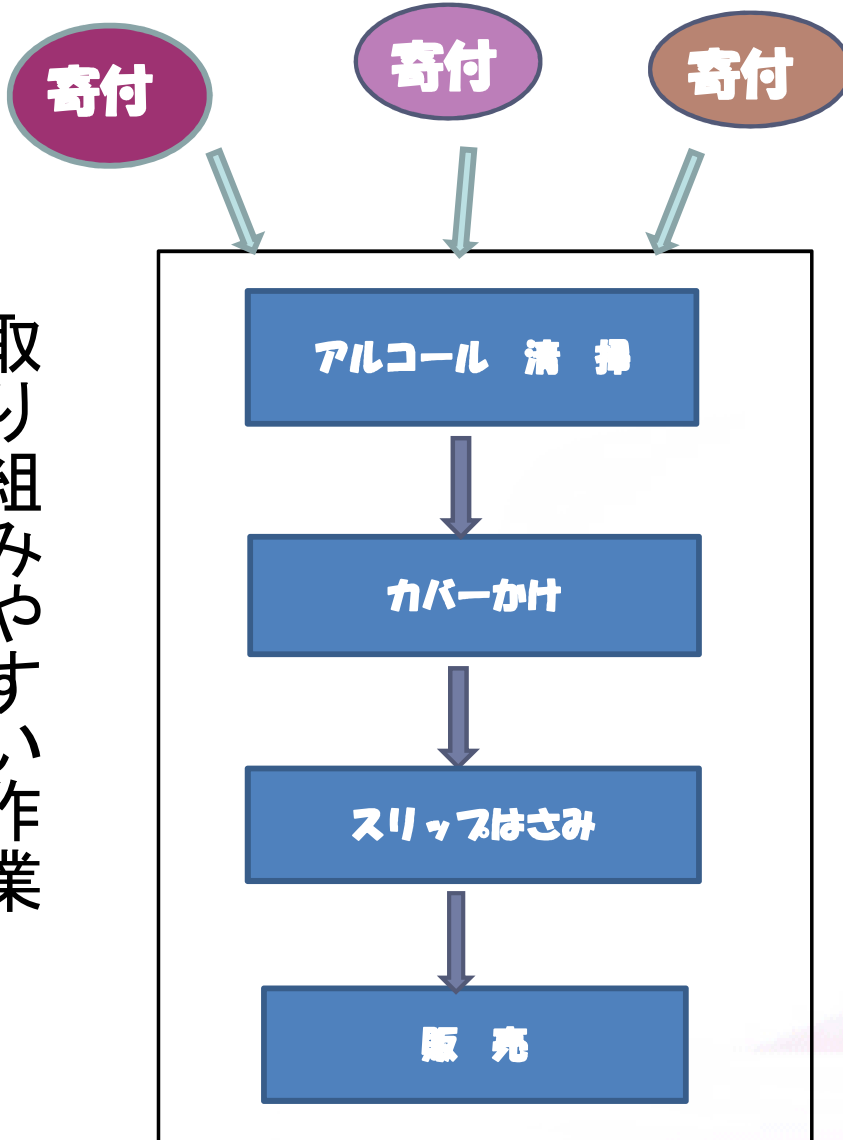 寄付
寄付
寄付
取り組みやすい作業
アルコール　清　掃
カバーかけ
スリップはさみ
販　売